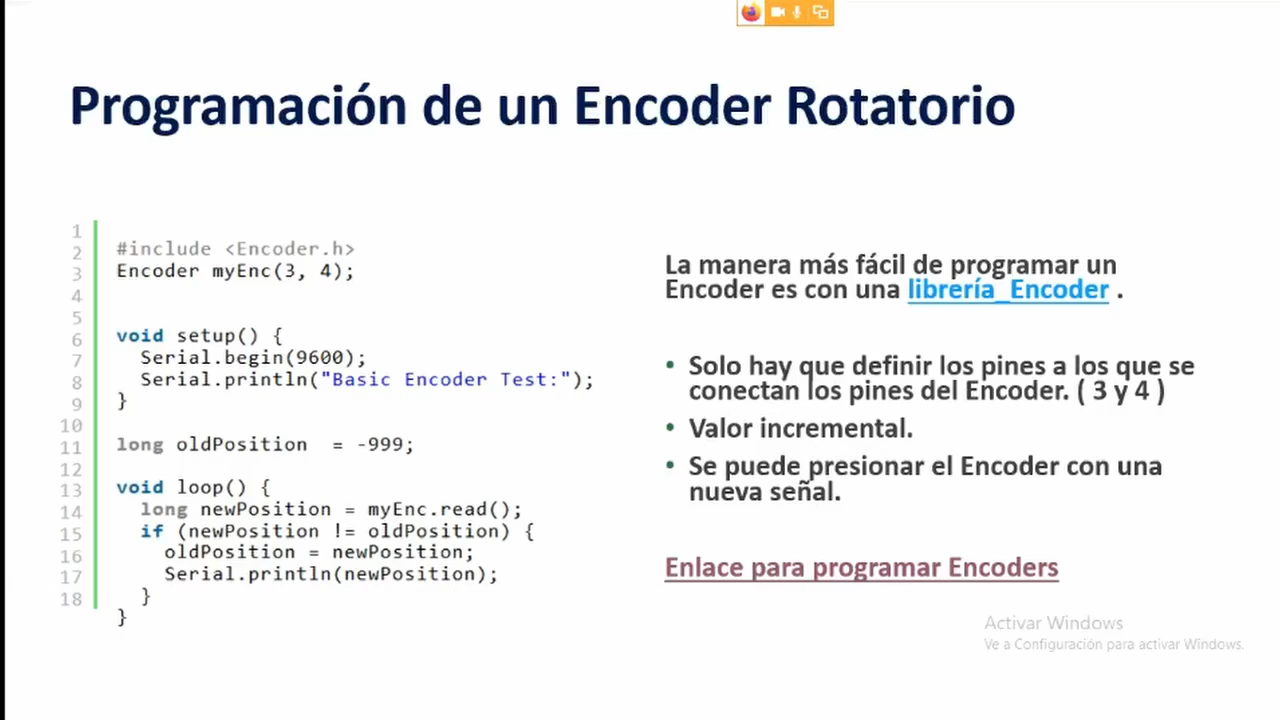 Programación de un Encoder Rotatorio
1
2
3
4
5
6
7
8
9
10
11
12
13
14
15
16
17
18
#include <Encoder.h>
Encoder myEnc(3, 4);
void setup() {
  Serial.begin(9600);
  Serial.println("Basic Encoder Test:");
}
long oldPosition  = -999;
void loop() {
  long newPosition = myEnc.read();
  if (newPosition != oldPosition) {
    oldPosition = newPosition;
    Serial.println(newPosition);
  }
}
La manera más fácil de programar un
Encoder es con una librería_Encoder .
• Solo hay que definir los pines a los que se
conectan los pines del Encoder. ( 3 y 4 )
• Valor incremental.
• Se puede presionar el Encoder con una
nueva señal.
Enlace para programar Encoders
Activar Windows
Ve a Configuración para activar Windows.